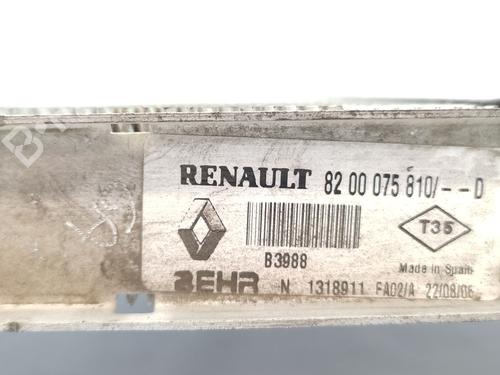 RENAULT 82 00 075 810/--D
T35
B3988
Made in Spain
BEHR N 1318911 FA02/A 22/08/06